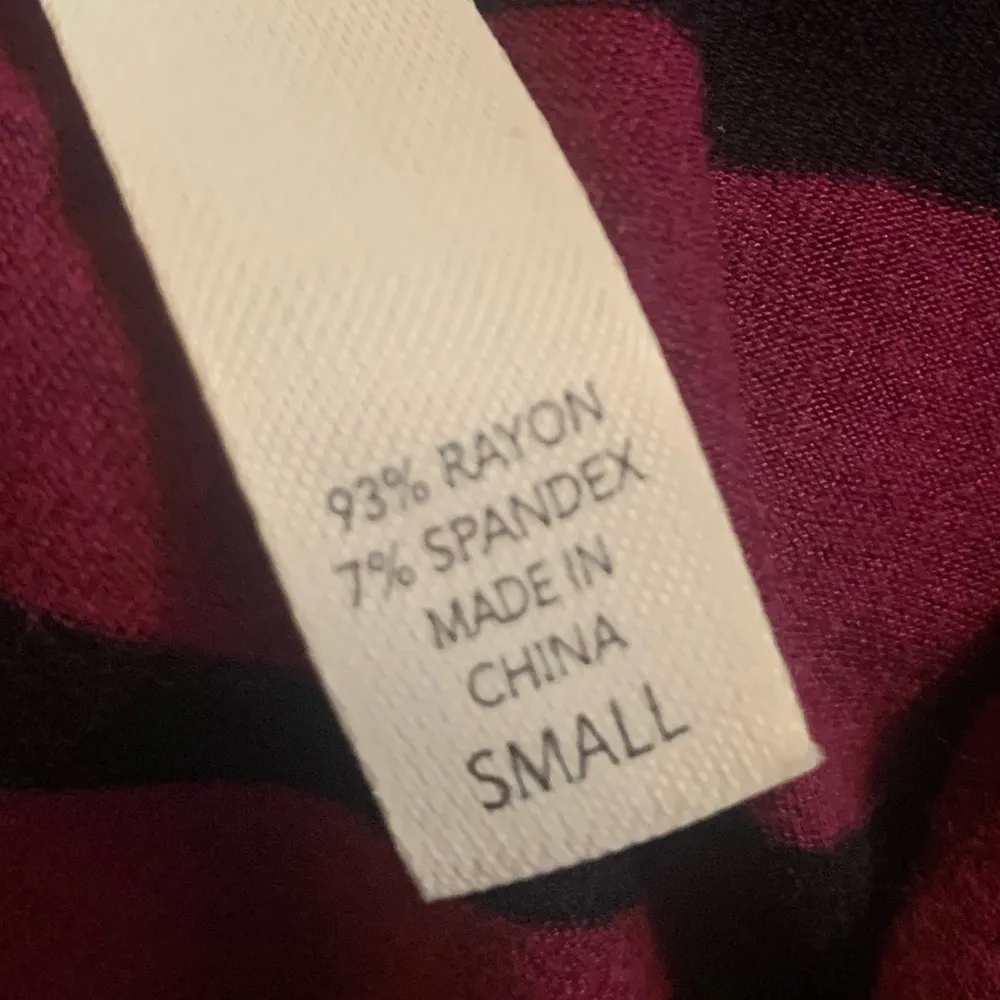 93% RAYON
7% SPANDEX
MADE IN
CHINA
SMALL